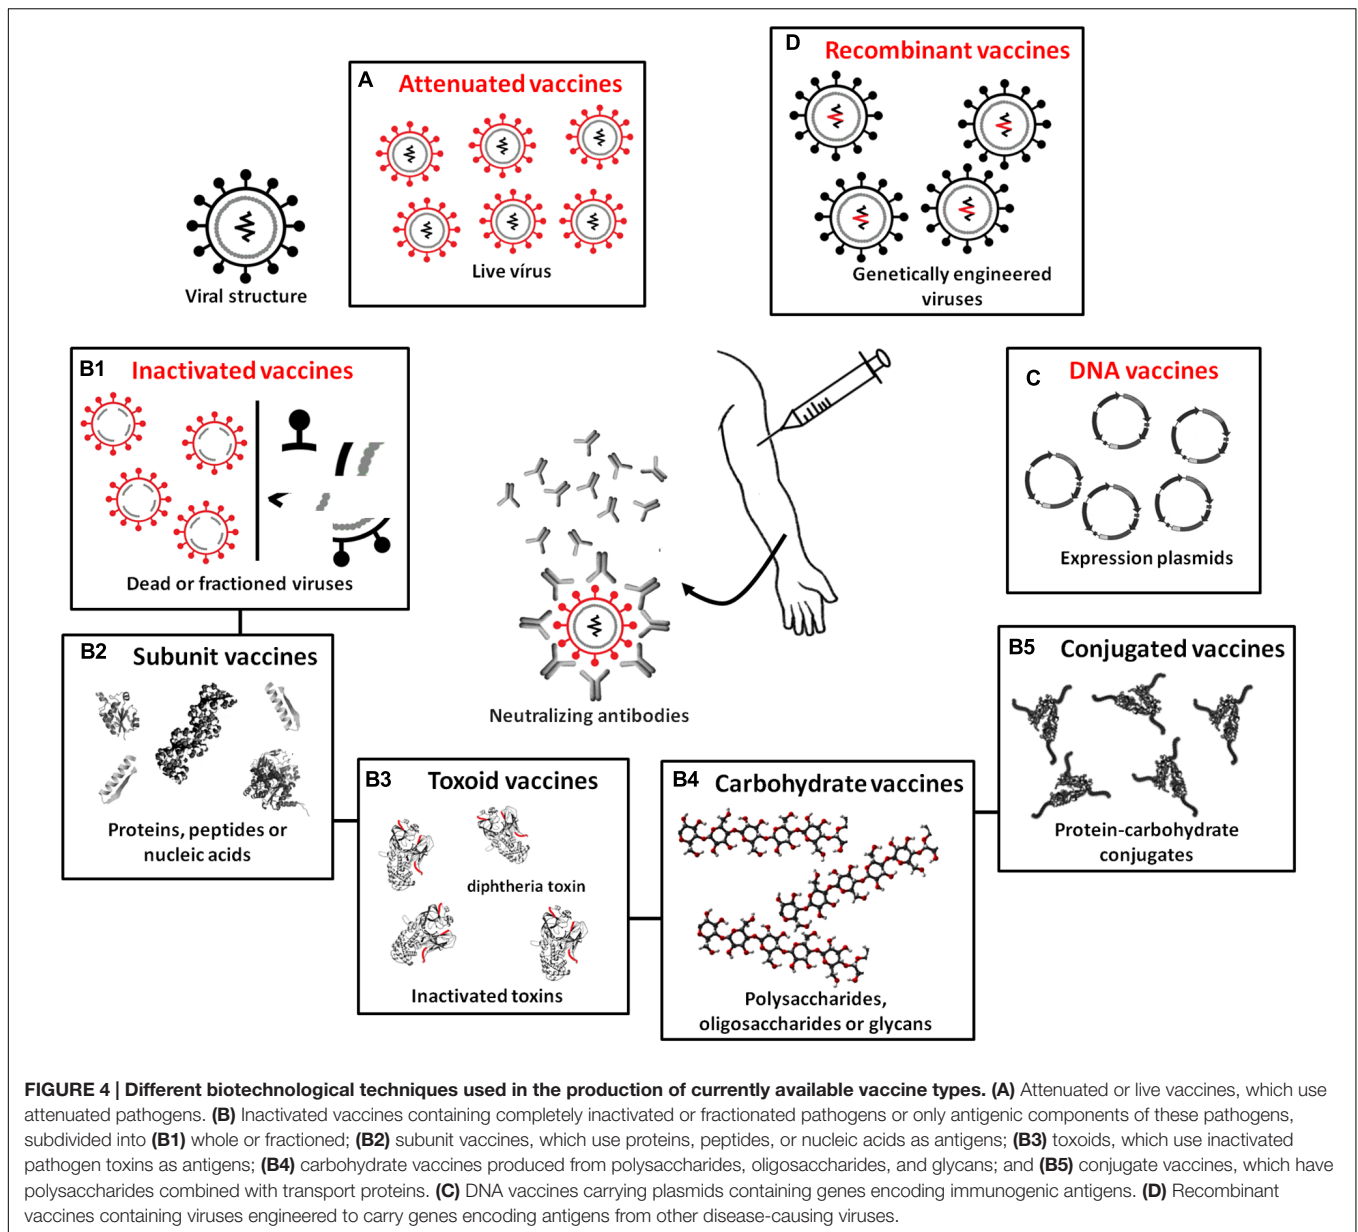 A
Attenuated vaccines
Live vírus
D
Recombinant vaccines
Genetically engineered
viruses
Viral structure
B1
Inactivated vaccines
Dead or fractioned viruses
C
DNA vaccines
Expression plasmids
Neutralizing antibodies
B2
Subunit vaccines
Proteins, peptides or
nucleic acids
B3
Toxoid vaccines
diphtheria toxin
Inactivated toxins
B4
Carbohydrate vaccines
Polysaccharides,
oligosaccharides or glycans
B5
Conjugated vaccines
Protein-carbohydrate
conjugates
FIGURE 4 | Different biotechnological techniques used in the production of currently available vaccine types. (A) Attenuated or live vaccines, which use
attenuated pathogens. (B) Inactivated vaccines containing completely inactivated or fractionated pathogens or only antigenic components of these pathogens,
subdivided into (B1) whole or fractioned; (B2) subunit vaccines, which use proteins, peptides, or nucleic acids as antigens; (B3) toxoids, which use inactivated
pathogen toxins as antigens; (B4) carbohydrate vaccines produced from polysaccharides, oligosaccharides, and glycans; and (B5) conjugate vaccines, which have
polysaccharides combined with transport proteins. (C) DNA vaccines carrying plasmids containing genes encoding immunogenic antigens. (D) Recombinant
vaccines containing viruses engineered to carry genes encoding antigens from other disease-causing viruses.